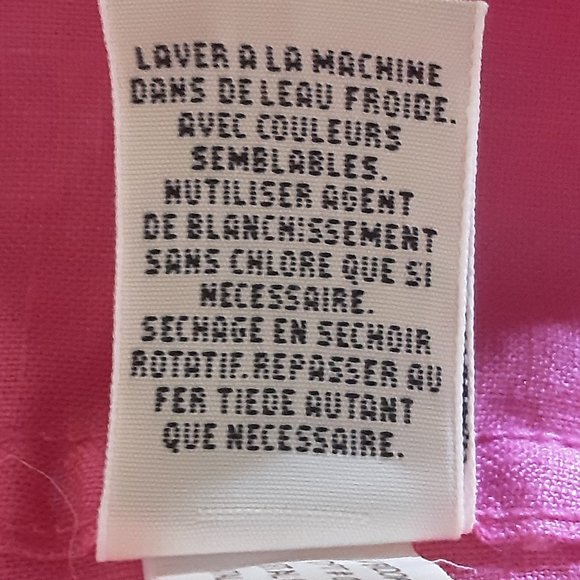 LAVER A LA MACHINE
DANS DE LEAU FROIDE.
AVEC COULEURS
SEMBLABLES.
NUTILISER AGENT
DE BLANCHISSEMENT
SANS CHLORE QUE SI
NECESSAIRE.
SECHAGE EN SECHOIR
ROTATIF. REPASSER AU
FER TIEDE AUTANT
QUE NECESSAIRE.